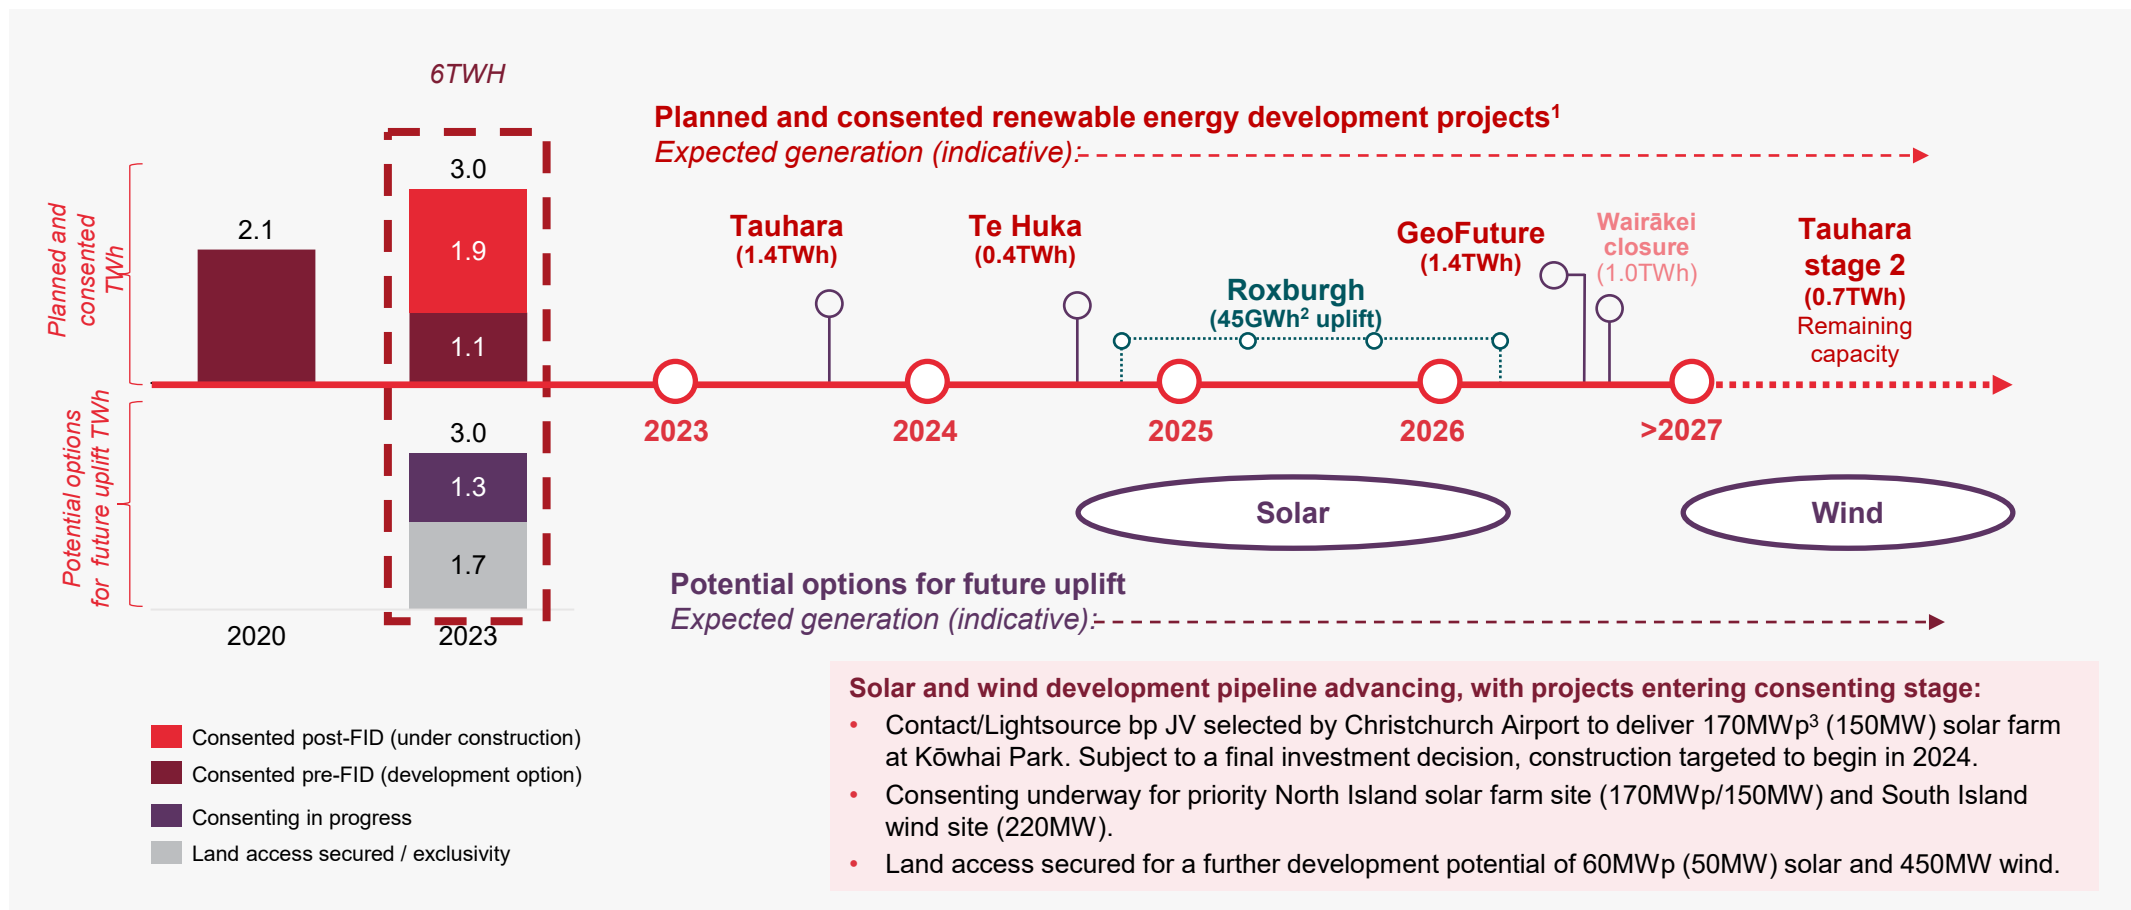 6TWH
Planned and
consented
TWh
2.1
3.0
1.9
1.1
Potential options
for future uplift TWh
3.0
1.3
1.7
2020
2023
Consented post-FID (under construction)
Consented pre-FID (development option)
Consenting in progress
Land access secured / exclusivity
Planned and consented renewable energy development projects¹
Expected generation (indicative):
Tauhara
(1.4TWh)
Te Huka
(0.4TWh)
Roxburgh
(45GWh² uplift)
GeoFuture
(1.4TWh)
Wairākei
closure
(1.0TWh)
Tauhara
stage 2
(0.7TWh)
Remaining
capacity
2023
2024
2025
2026
>2027
Solar
Wind
Potential options for future uplift
Expected generation (indicative):
Solar and wind development pipeline advancing, with projects entering consenting stage:
• Contact/Lightsource bp JV selected by Christchurch Airport to deliver 170MWp³ (150MW) solar farm
at Kōwhai Park. Subject to a final investment decision, construction targeted to begin in 2024.
• Consenting underway for priority North Island solar farm site (170MWp/150MW) and South Island
wind site (220MW).
• Land access secured for a further development potential of 60MWp (50MW) solar and 450MW wind.